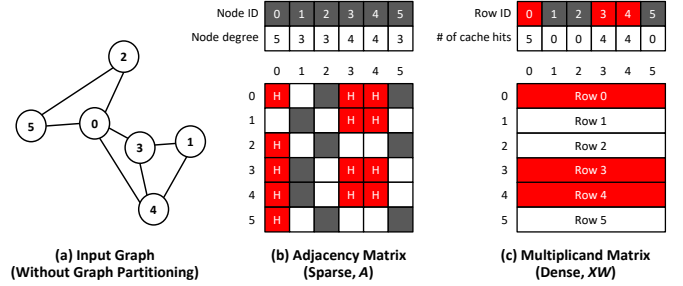 Node ID 0 1 2 3 4 5
Node degree 5 3 3 4 4 3
Row ID 0 1 2 3 4 5
# of cache hits 5 0 0 4 4 0
2
5
0
3
1
4
0 1 2 3 4 5
0 H H H
1 H H
2 H
3 H H H
4 H H H
5 H
0 1 2 3 4 5
0 Row 0
1 Row 1
2 Row 2
3 Row 3
4 Row 4
5 Row 5
(a) Input Graph
(Without Graph Partitioning)
(b) Adjacency Matrix
(Sparse, A)
(c) Multiplicand Matrix
(Dense, XW)